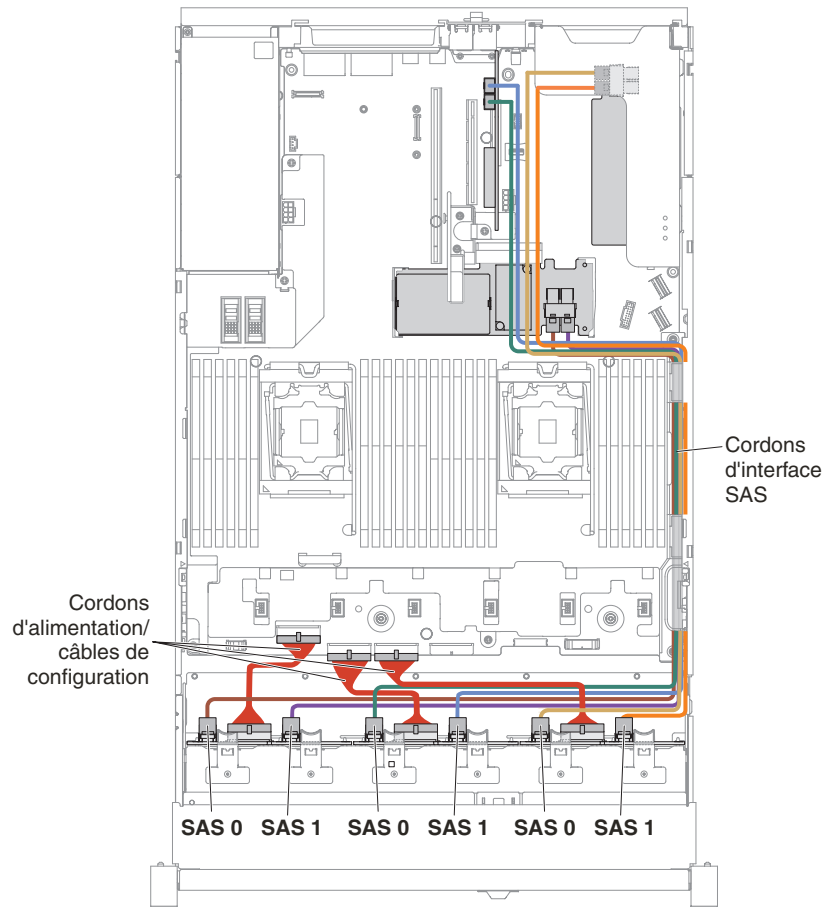 Cordons
d'interface
SAS
Cordons
d'alimentation/
câbles de
configuration
SAS 0 SAS 1 SAS 0 SAS 1 SAS 0 SAS 1